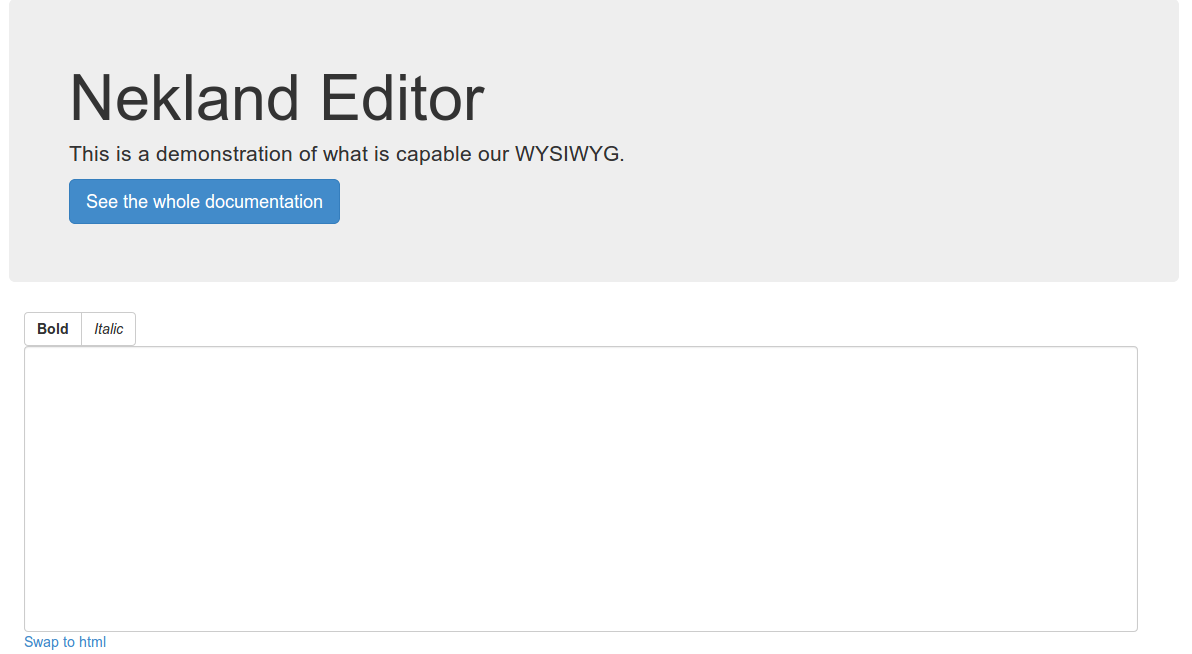 Nekland Editor
This is a demonstration of what is capable our WYSIWYG.
See the whole documentation
Bold Italic
Swap to html